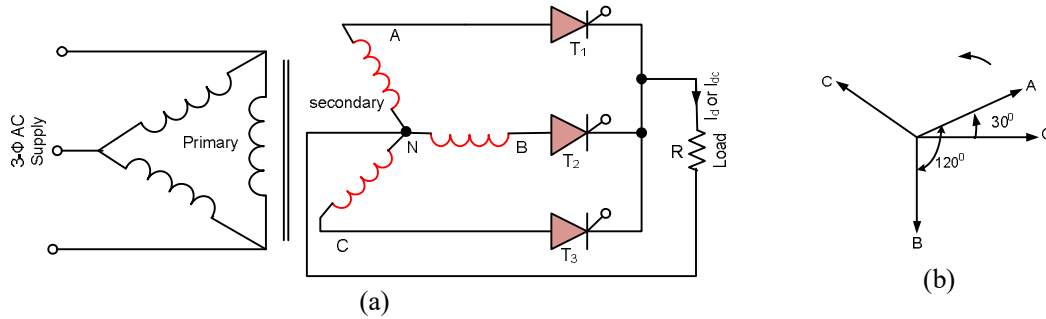 3-Φ AC
Supply
Primary
secondary
A
N
B
C
T1
T2
T3
R
Load
Id or Idc
(a)
C
A
30⁰
O
120⁰
B
(b)